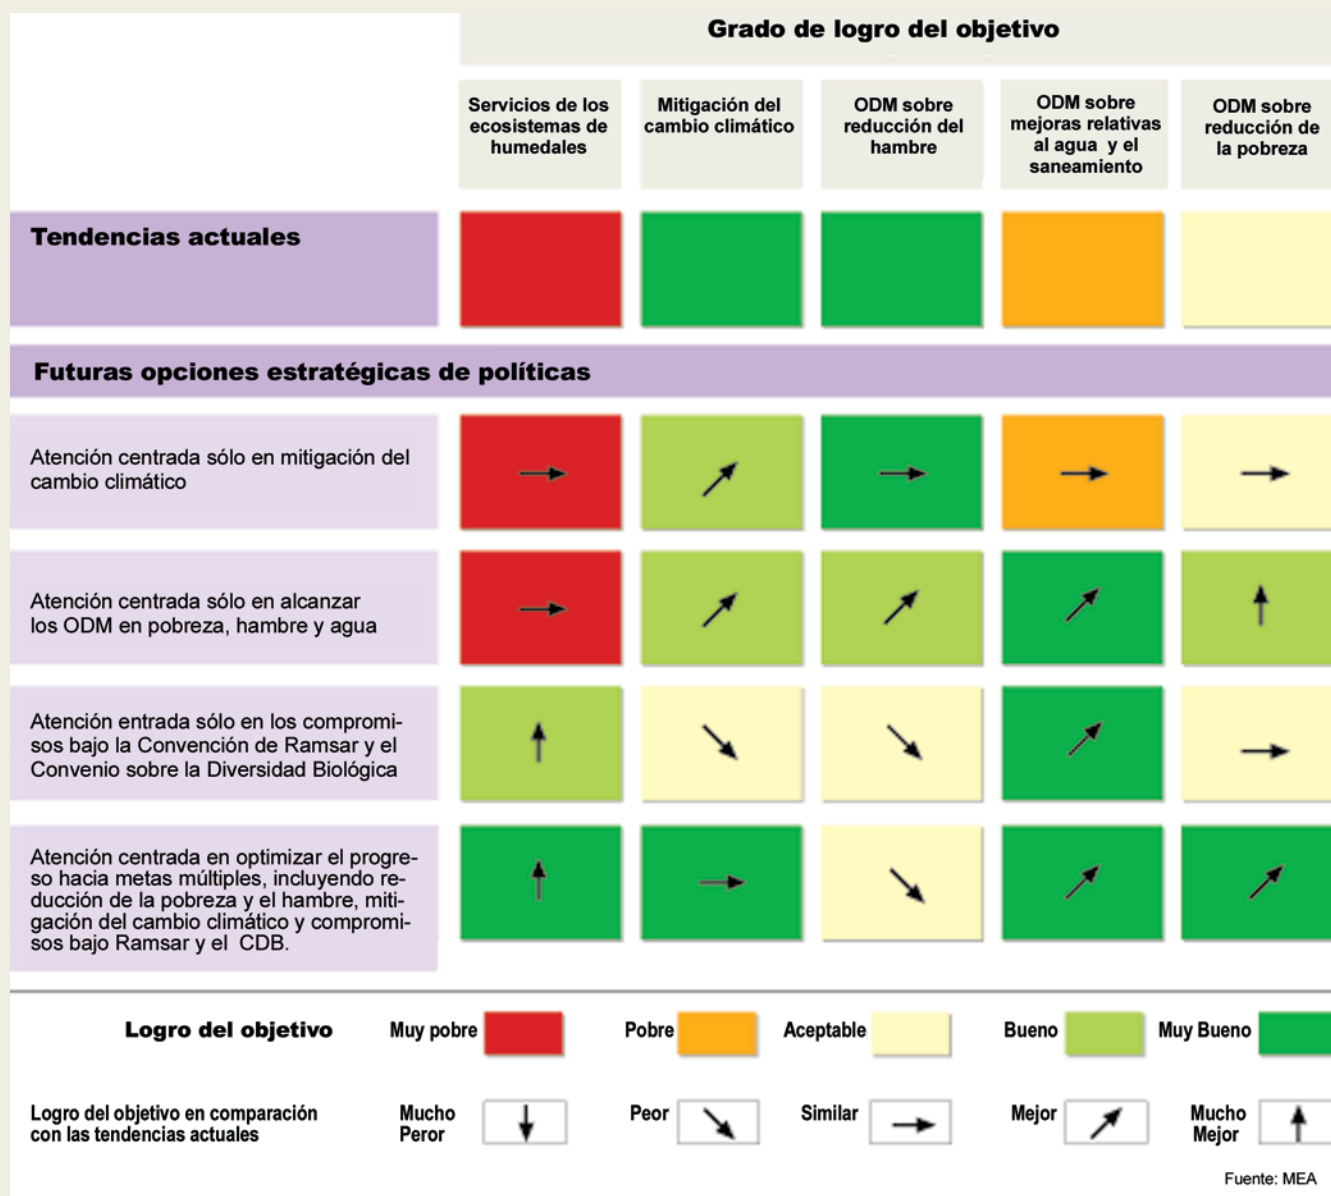 Grado de logro del objetivo
Servicios de los
ecosistemas de
humedales
Mitigación del
cambio climático
ODM sobre
reducción del
hambre
ODM sobre
mejoras relativas
al agua y el
saneamiento
ODM sobre
reducción de
la pobreza
Tendencias actuales
Futuras opciones estratégicas de políticas
Atención centrada sólo en mitigación del
cambio climático
Atención centrada sólo en alcanzar
los ODM en pobreza, hambre y agua
Atención entrada sólo en los compromi-
sos bajo la Convención de Ramsar y el
Convenio sobre la Diversidad Biológica
Atención centrada en optimizar el progre-
so hacia metas múltiples, incluyendo re-
ducción de la pobreza y el hambre, miti-
gación del cambio climático y compromi-
sos bajo Ramsar y el CDB.
Logro del objetivo
Muy pobre
Pobre
Aceptable
Bueno
Muy Bueno
Logro del objetivo en comparación
con las tendencias actuales
Mucho
Peror
Peor
Similar
Mejor
Mucho
Mejor
Fuente: MEA